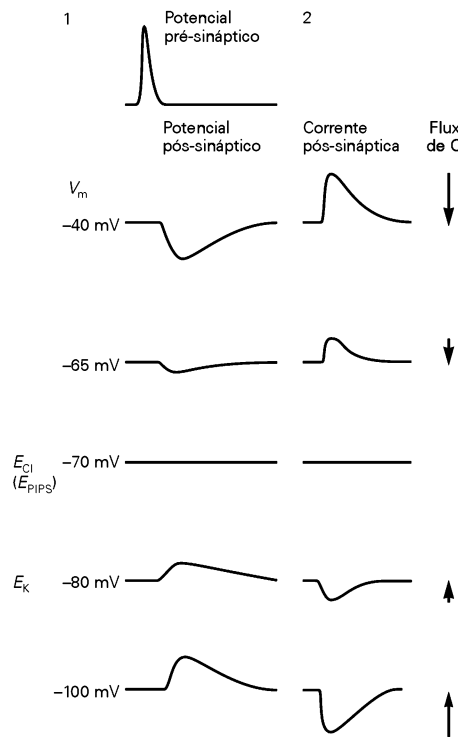 1
Potencial
pré-sináptico
2
Potencial
pós-sináptico
Corrente
pós-sináptica
de
Vm
–40 mV
–65 mV
ECl
(EPIPS)
–70 mV
EK
–80 mV
–100 mV